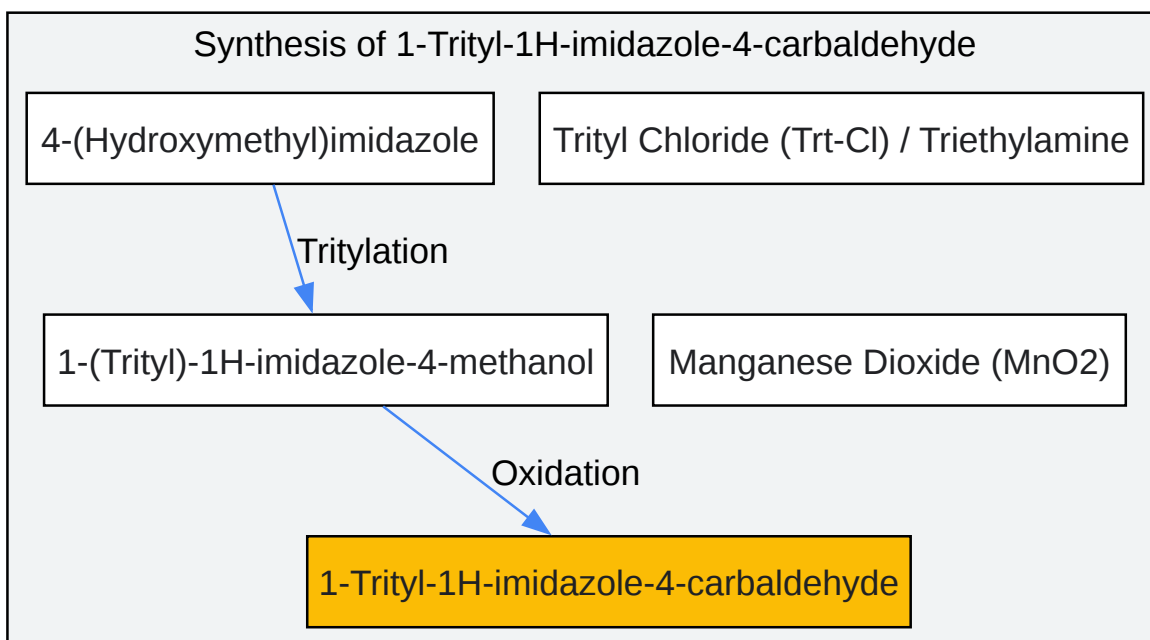 Synthesis of 1-Trityl-1H-imidazole-4-carbaldehyde
4-(Hydroxymethyl)imidazole
Trityl Chloride (Trt-Cl) / Triethylamine
Tritylation
1-(Trityl)-1H-imidazole-4-methanol
Manganese Dioxide (MnO2)
Oxidation
1-Trityl-1H-imidazole-4-carbaldehyde